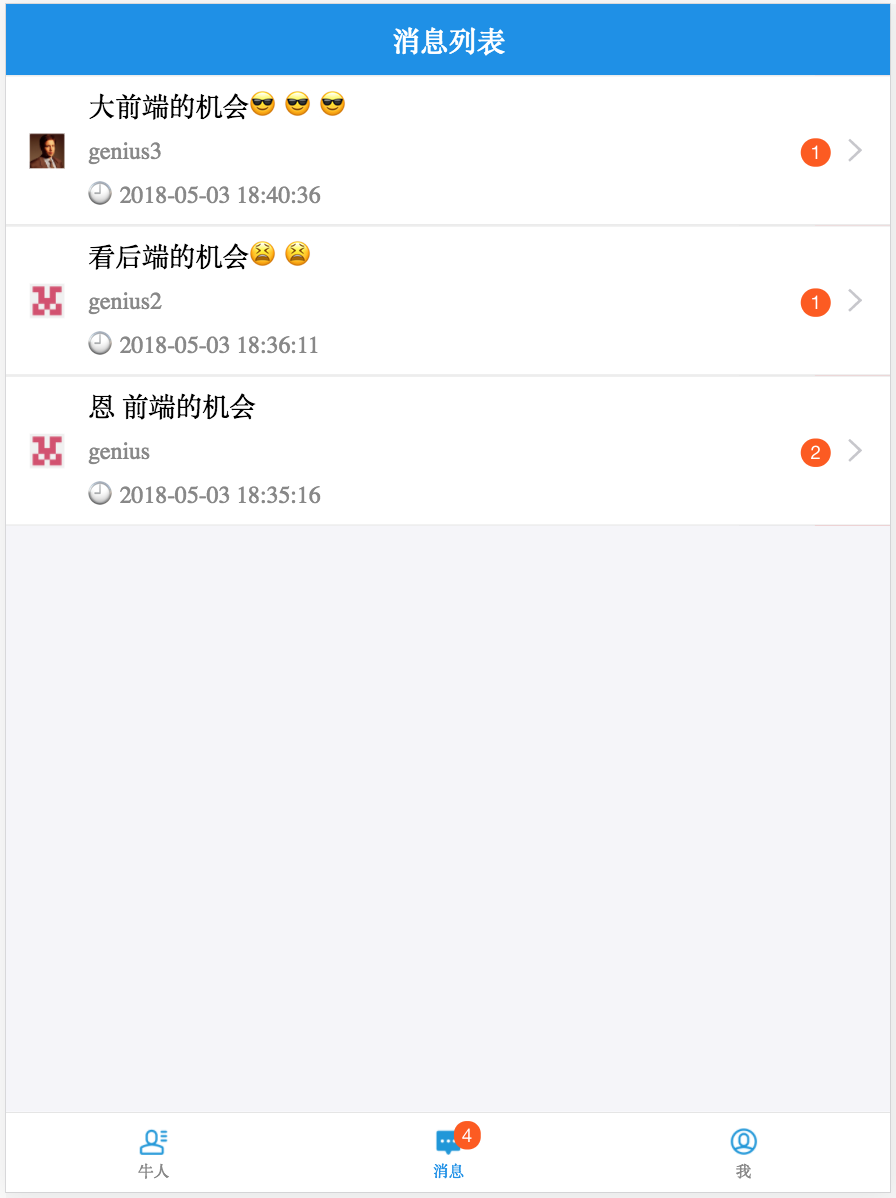 消息列表
大前端的机会😎 😎 😎
genius3
1
🕘 2018-05-03 18:40:36
看后端的机会😫 😫
genius2
1
🕘 2018-05-03 18:36:11
恩 前端的机会
genius
2
🕘 2018-05-03 18:35:16
4
牛人
消息
我